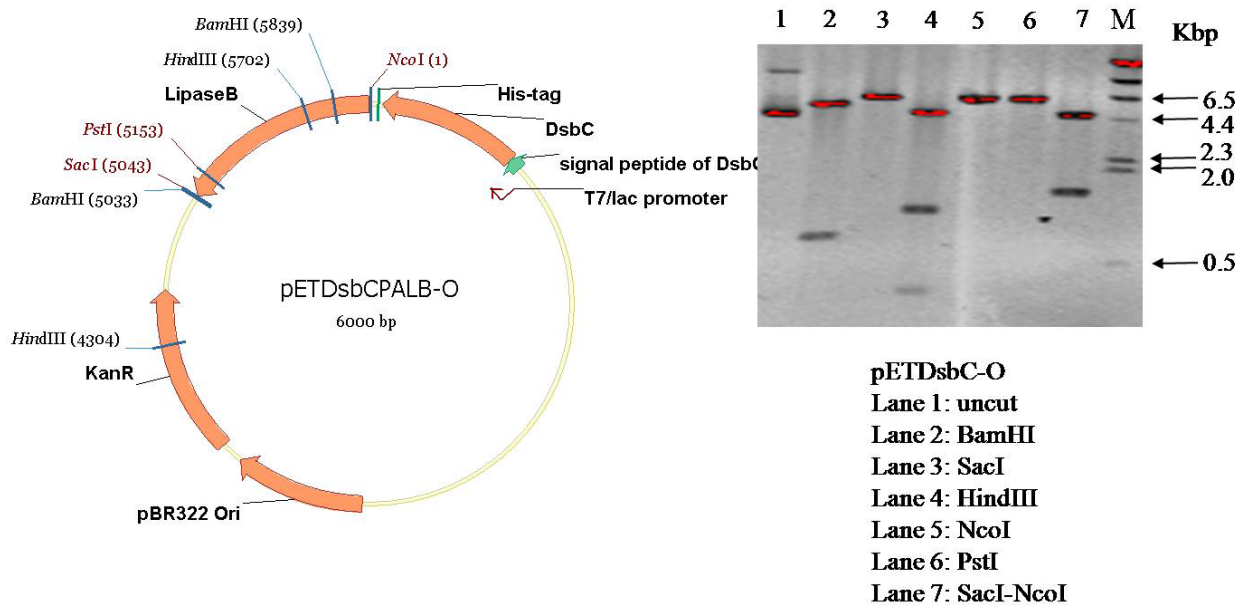 BamHI (5839)
HindIII (5702)
NcoI (1)
LipaseB
His-tag
DsbC
PstI (5153)
SacI (5043)
signal peptide of DsbC
BamHI (5033)
T7/lac promoter
pETDsbCPALB-O
6000 bp
HindIII (4304)
KanR
pBR322 Ori
1 2 3 4 5 6 7 M Kbp
6.5
4.4
2.3
2.0
0.5
pETDsbC-O
Lane 1: uncut
Lane 2: BamHI
Lane 3: SacI
Lane 4: HindIII
Lane 5: NcoI
Lane 6: PstI
Lane 7: SacI-NcoI